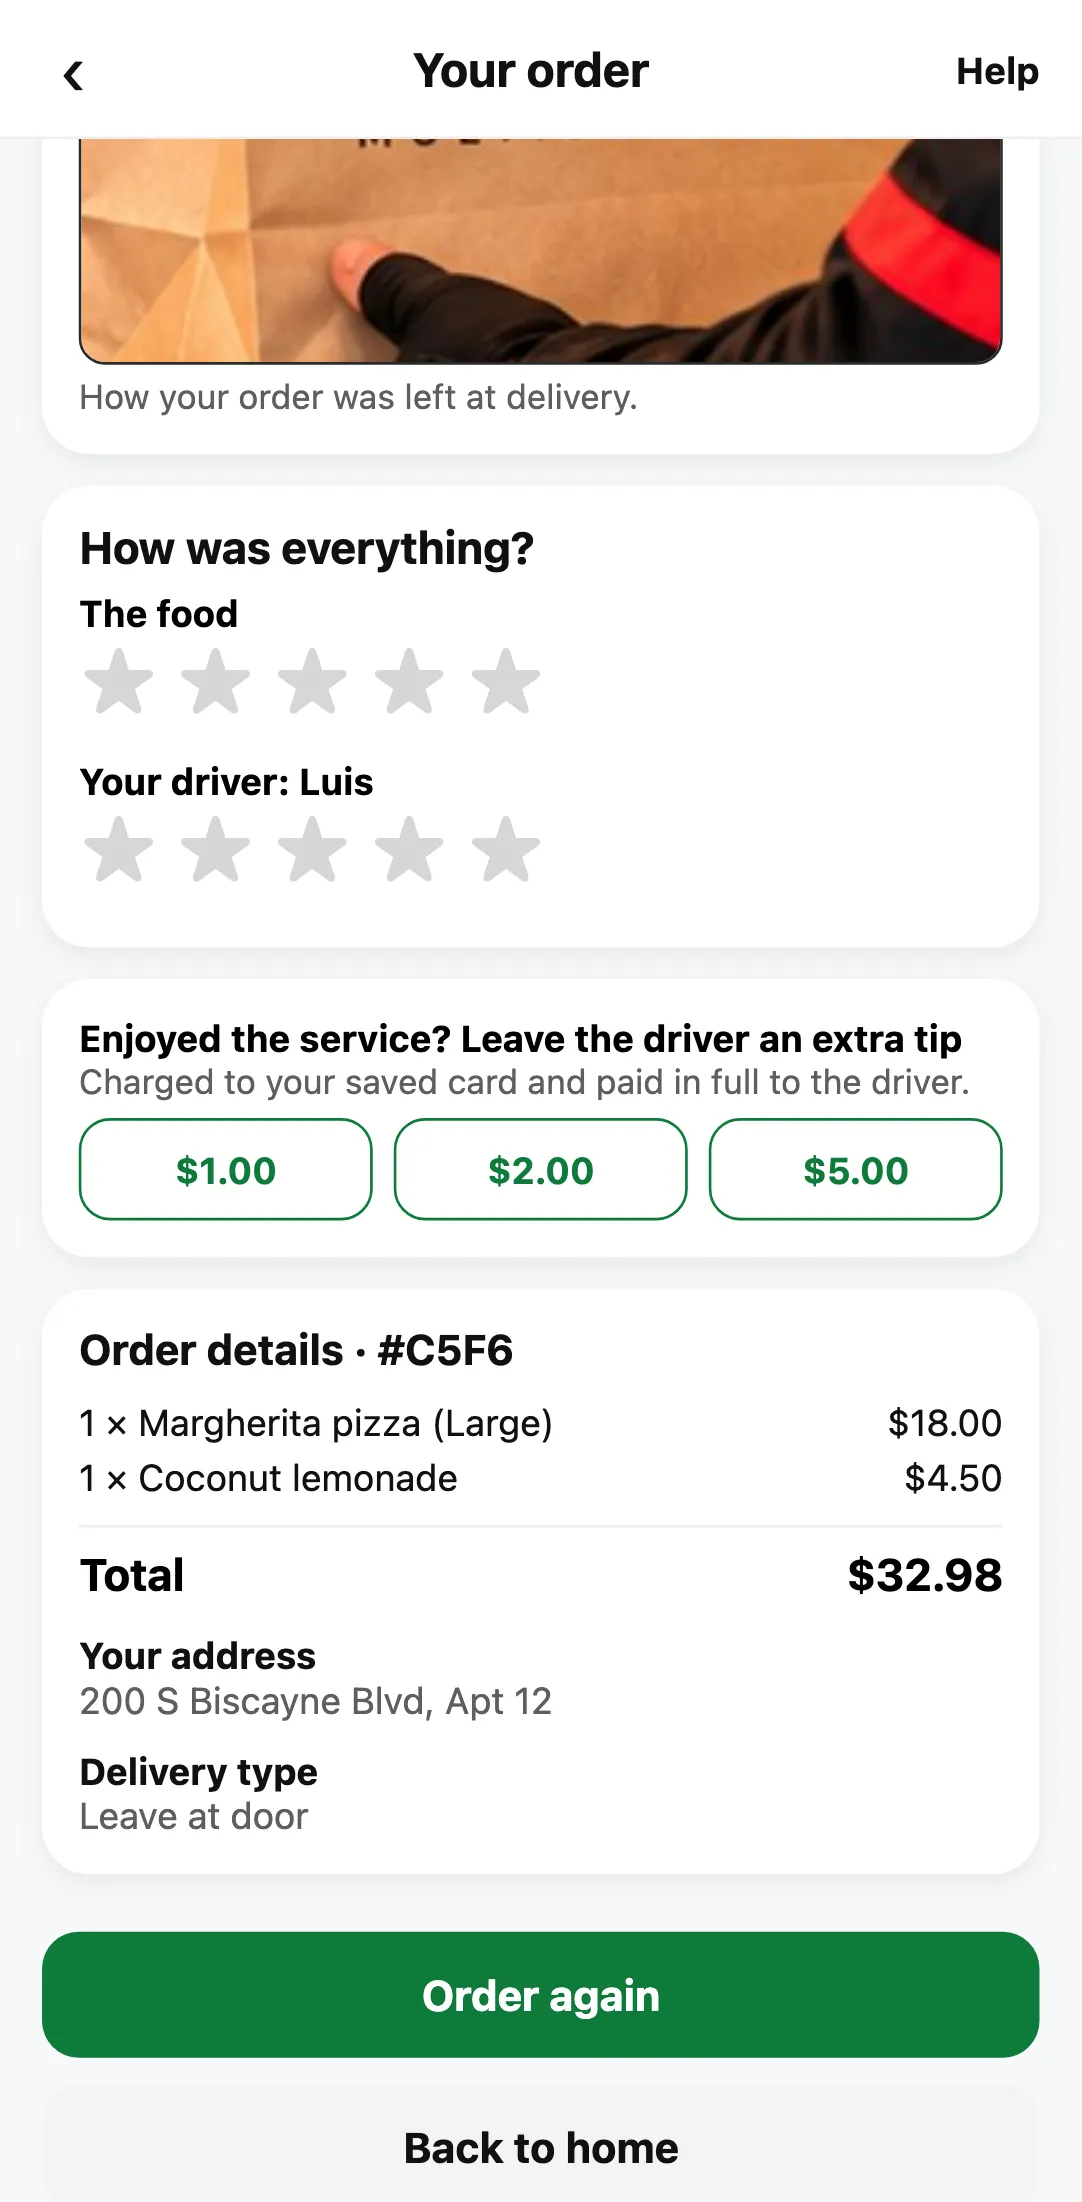 Your order
Help
How your order was left at delivery.
How was everything?
The food
Your driver: Luis
Enjoyed the service? Leave the driver an extra tip
Charged to your saved card and paid in full to the driver.
$1.00 $2.00 $5.00
Order details · #C5F6
1 × Margherita pizza (Large) $18.00
1 × Coconut lemonade $4.50
Total $32.98
Your address
200 S Biscayne Blvd, Apt 12
Delivery type
Leave at door
Order again
Back to home